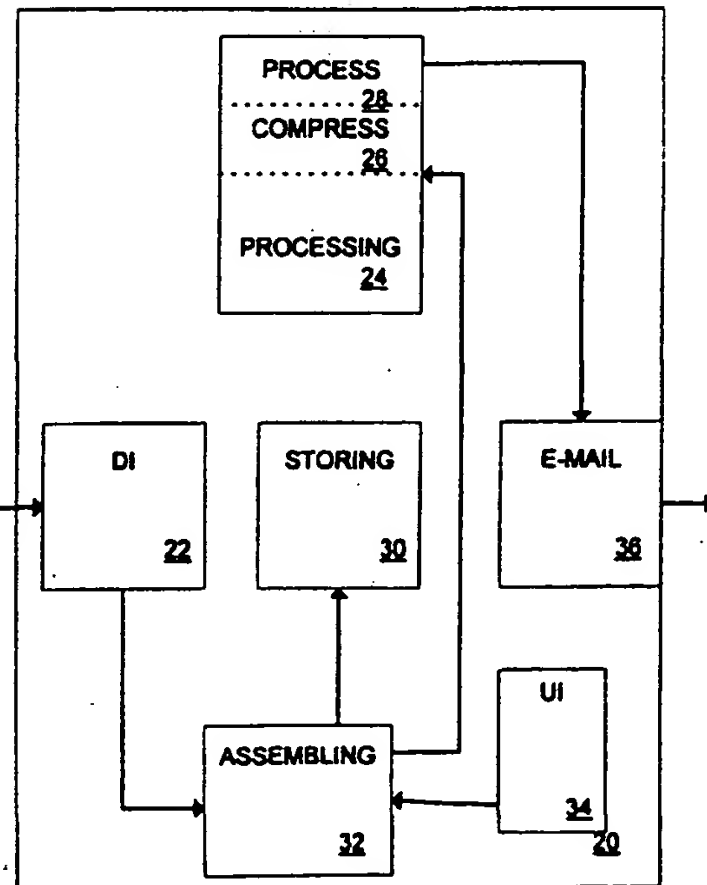 PROCESS
28
COMPRESS
26
PROCESSING
24
DI
22
STORING
30
E-MAIL
36
UI
34
20
ASSEMBLING
32